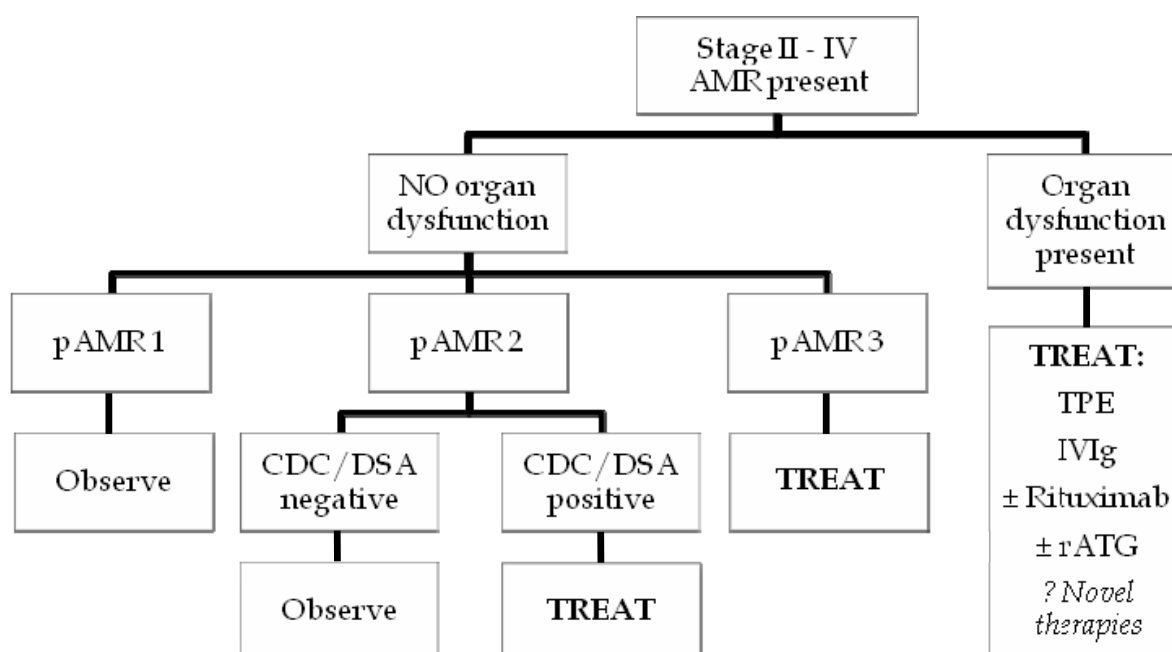 Stage II - IV
AMR present
NO organ
dysfunction
Organ
dysfunction
present
pAMR1
pAMR2
pAMR3
Observe
CDC/DSA
negative
CDC/DSA
positive
TREAT
Observe
TREAT
TREAT:
TPE
IVIg
± Rituximab
± rATG
? Novel
therapies